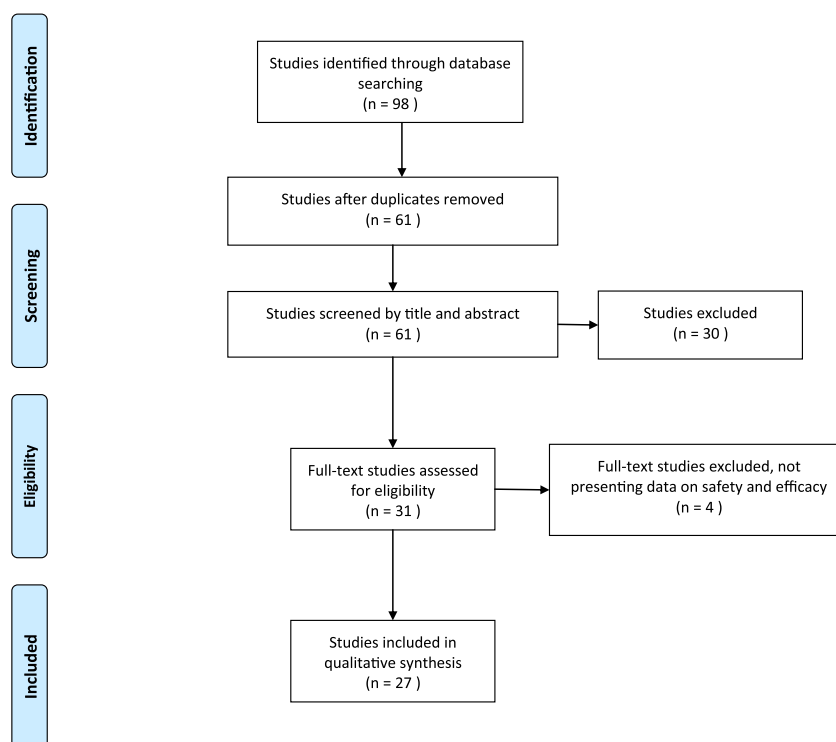 Identification
Studies identified through database
searching
(n = 98 )
Studies after duplicates removed
(n = 61 )
Screening
Studies screened by title and abstract
(n = 61 )
Studies excluded
(n = 30 )
Eligibility
Full-text studies assessed
for eligibility
(n = 31 )
Full-text studies excluded, not
presenting data on safety and efficacy
(n = 4 )
Included
Studies included in
qualitative synthesis
(n = 27 )